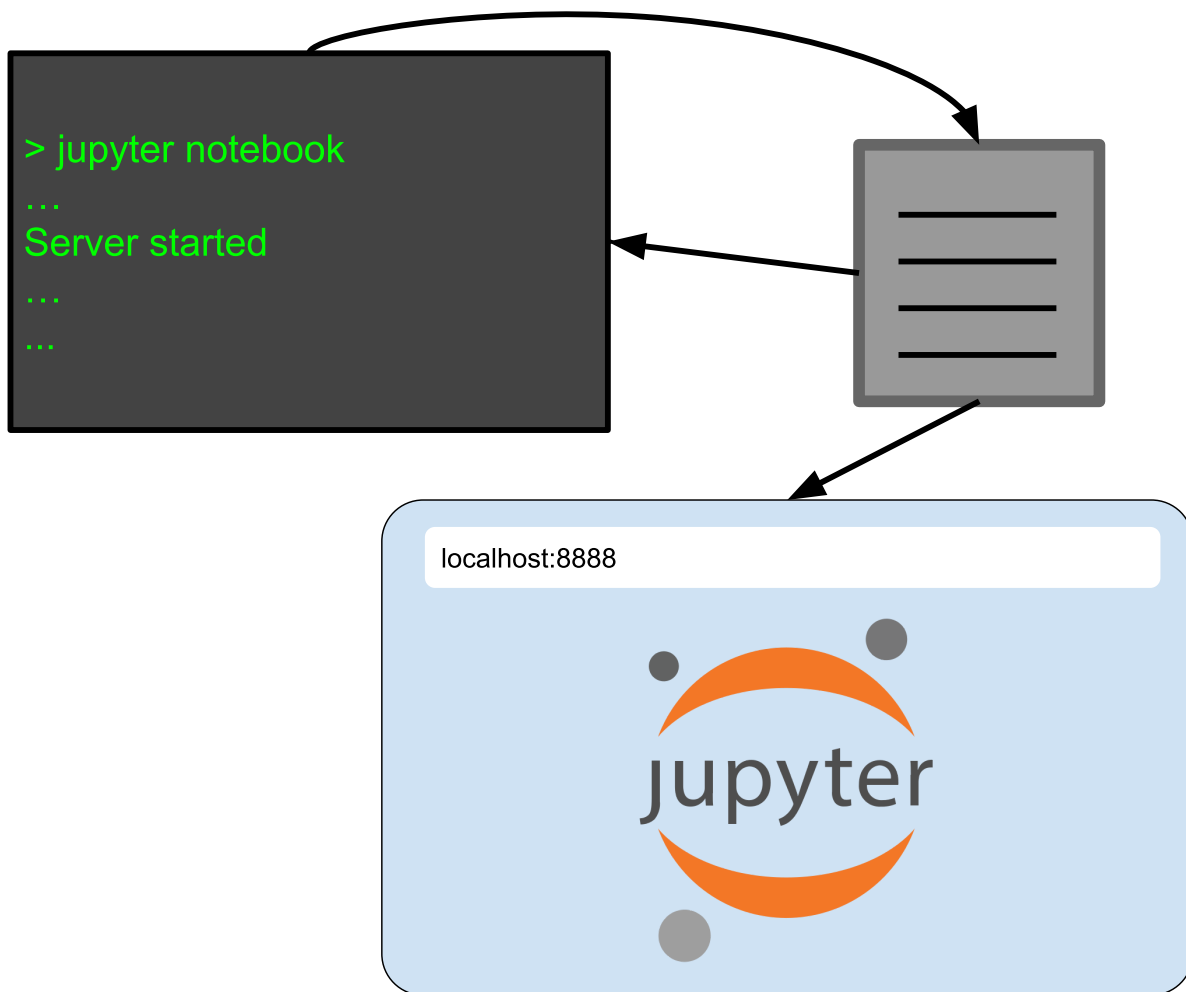 > jupyter notebook
…
Server started
…
...
localhost:8888
jupyter